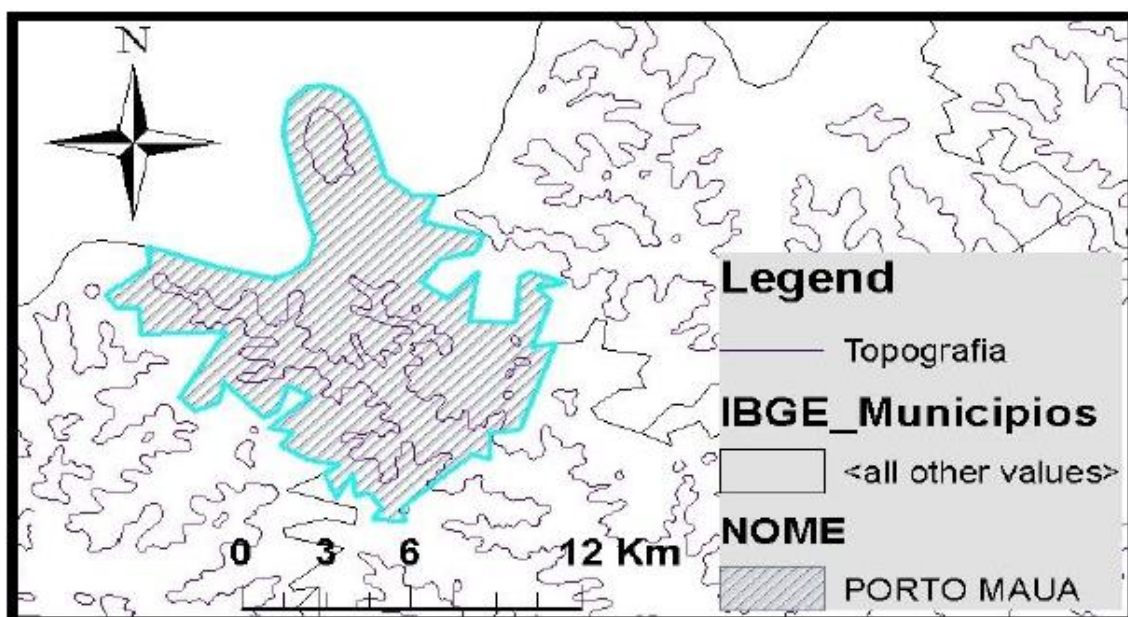 N
Legend
Topografia
IBGE_Municipios
<all other values>
NOME
PORTO MAUA
0 3 6 12 Km